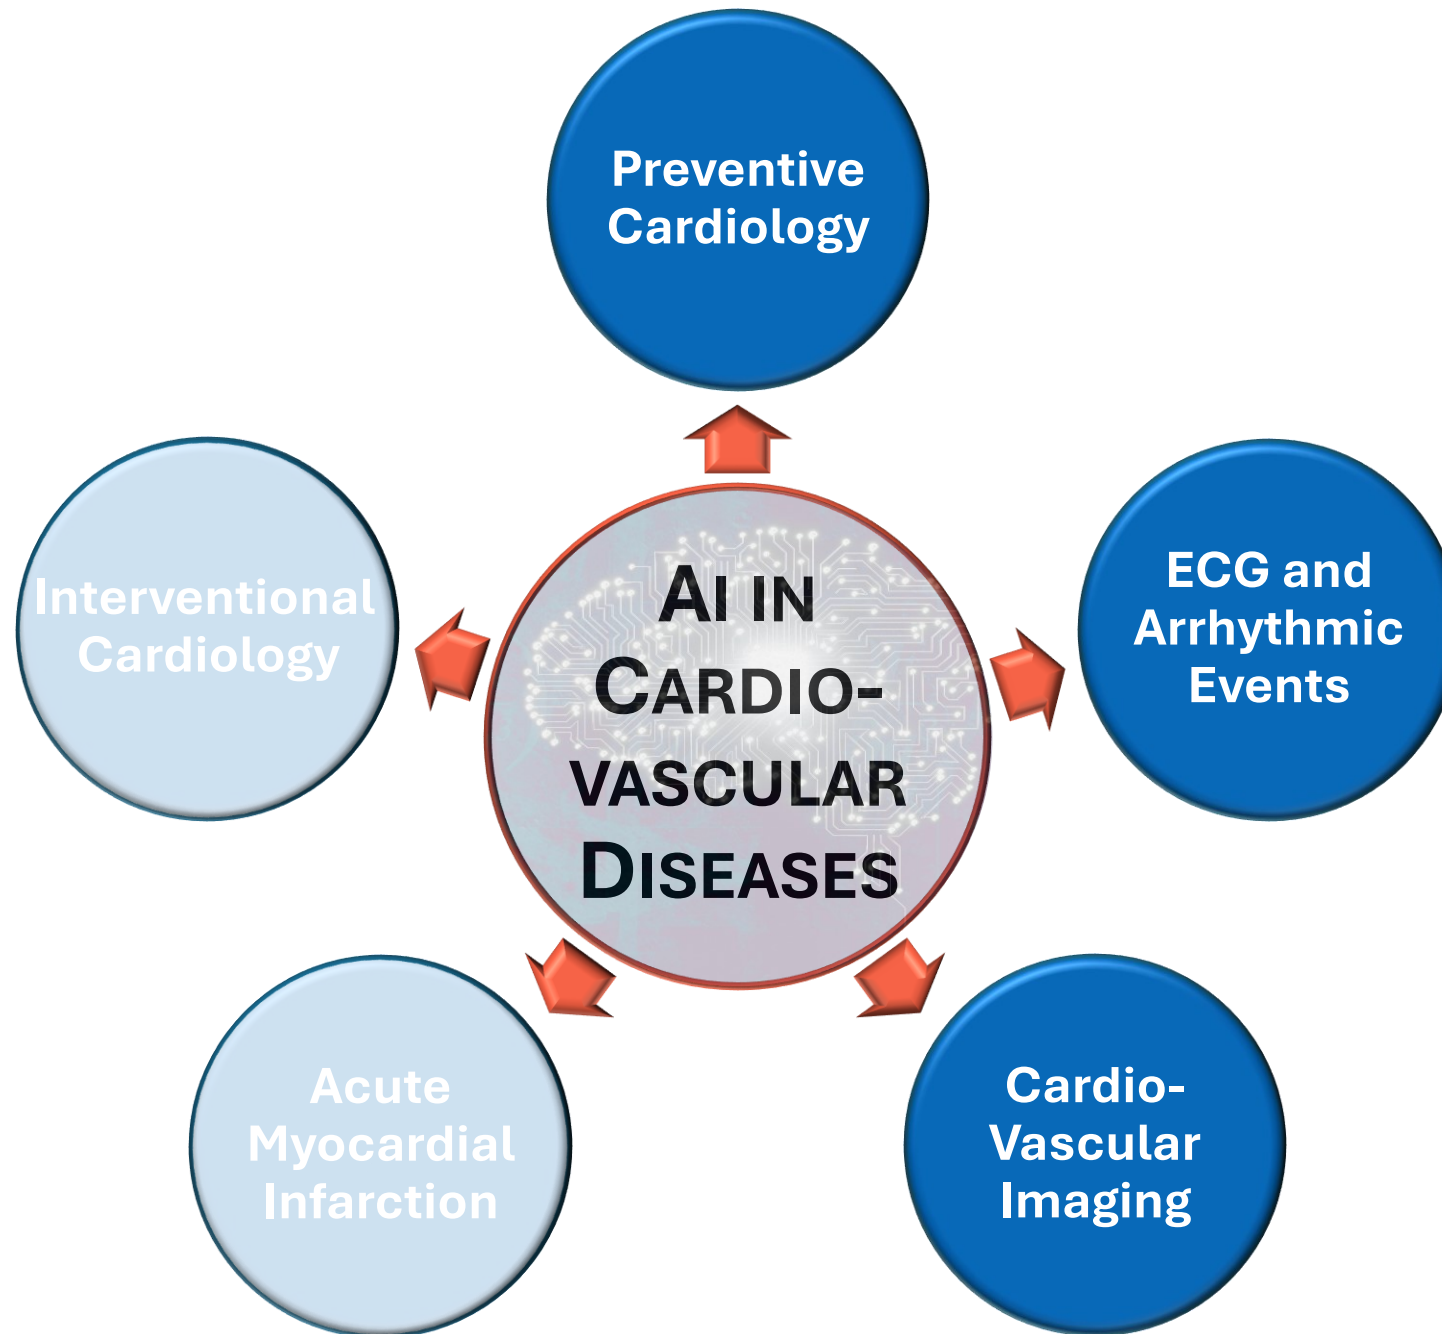 Preventive
Cardiology
Interventional
Cardiology
AI IN
CARDIO-
VASCULAR
DISEASES
ECG and
Arrhythmic
Events
Acute
Myocardial
Infarction
Cardio-
Vascular
Imaging